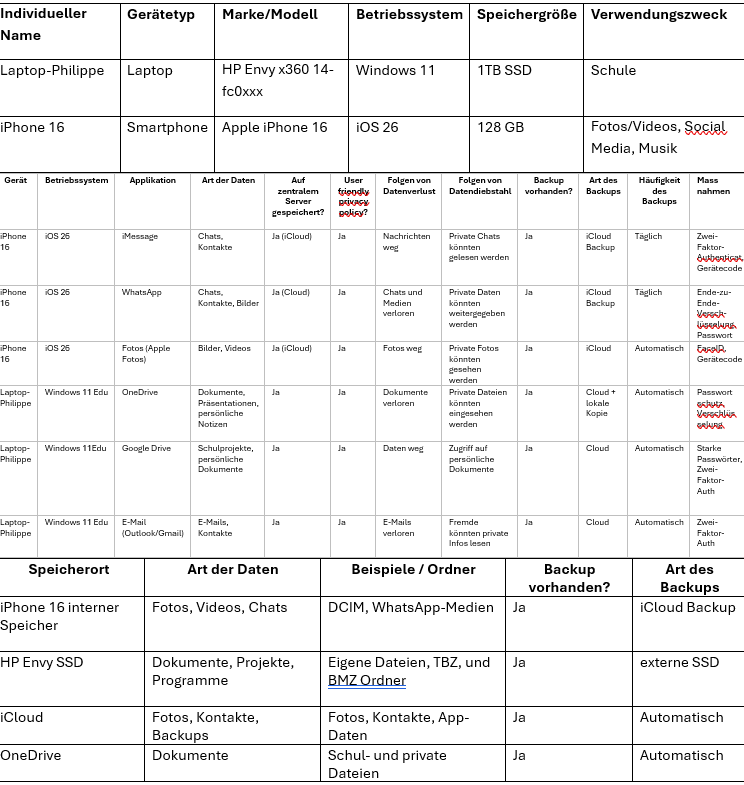 Individueller Name | Gerätetyp | Marke/Modell | Betriebssystem | Speichergröße | Verwendungszweck
Laptop-Philippe | Laptop | HP Envy x360 14-fc0xxx | Windows 11 | 1TB SSD | Schule
iPhone 16 | Smartphone | Apple iPhone 16 | iOS 26 | 128 GB | Fotos/Videos, Social Media, Musik
Gerät | Betriebssystem | Applikation | Art der Daten | Auf zentralem Server gespeichert? | User friendly privacy policy? | Folgen von Datenverlust | Folgen von Datendiebstahl | Backup vorhanden? | Art des Backups | Häufigkeit des Backups | Mass nahmen
iPhone 16 | iOS 26 | iMessage | Chats, Kontakte | Ja (iCloud) | Ja | Nachrichten weg | Private Chats könnten gelesen werden | Ja | iCloud Backup | Täglich | Zwei-Faktor-Authenticat, Gerätecode
iPhone 16 | iOS 26 | WhatsApp | Chats, Kontakte, Bilder | Ja (Cloud) | Ja | Chats und Medien verloren | Private Daten könnten weitergegeben werden | Ja | iCloud Backup | Täglich | Ende-zu-Ende-Versch-lüsselung, Passwort
iPhone 16 | iOS 26 | Fotos (Apple Fotos) | Bilder, Videos | Ja (iCloud) | Ja | Fotos weg | Private Fotos könnten gesehen werden | Ja | iCloud | Automatisch | FaceID, Gerätecode
Laptop-Philippe | Windows 11 Edu | OneDrive | Dokumente, Präsentationen, persönliche Notizen | Ja | Ja | Dokumente verloren | Private Dateien könnten eingesehen werden | Ja | Cloud + lokale Kopie | Automatisch | Passwort schutz, Verschlüs selung,
Laptop-Philippe | Windows 11Edu | Google Drive | Schulprojekte, persönliche Dokumente | Ja | Ja | Daten weg | Zugriff auf persönliche Dokumente | Ja | Cloud | Automatisch | Starke Passwörter, Zwei-Faktor-Auth
Laptop-Philippe | Windows 11 Edu | E-Mail (Outlook/Gmail) | E-Mails, Kontakte | Ja | Ja | E-Mails verloren | Fremde könnten private Infos lesen | Ja | Cloud | Automatisch | Zwei-Faktor-Auth
Speicherort | Art der Daten | Beispiele / Ordner | Backup vorhanden? | Art des Backups
iPhone 16 interner Speicher | Fotos, Videos, Chats | DCIM, WhatsApp-Medien | Ja | iCloud Backup
HP Envy SSD | Dokumente, Projekte, Programme | Eigene Dateien, TBZ, und BMZ Ordner | Ja | externe SSD
iCloud | Fotos, Kontakte, Backups | Fotos, Kontakte, App-Daten | Ja | Automatisch
OneDrive | Dokumente | Schul- und private Dateien | Ja | Automatisch